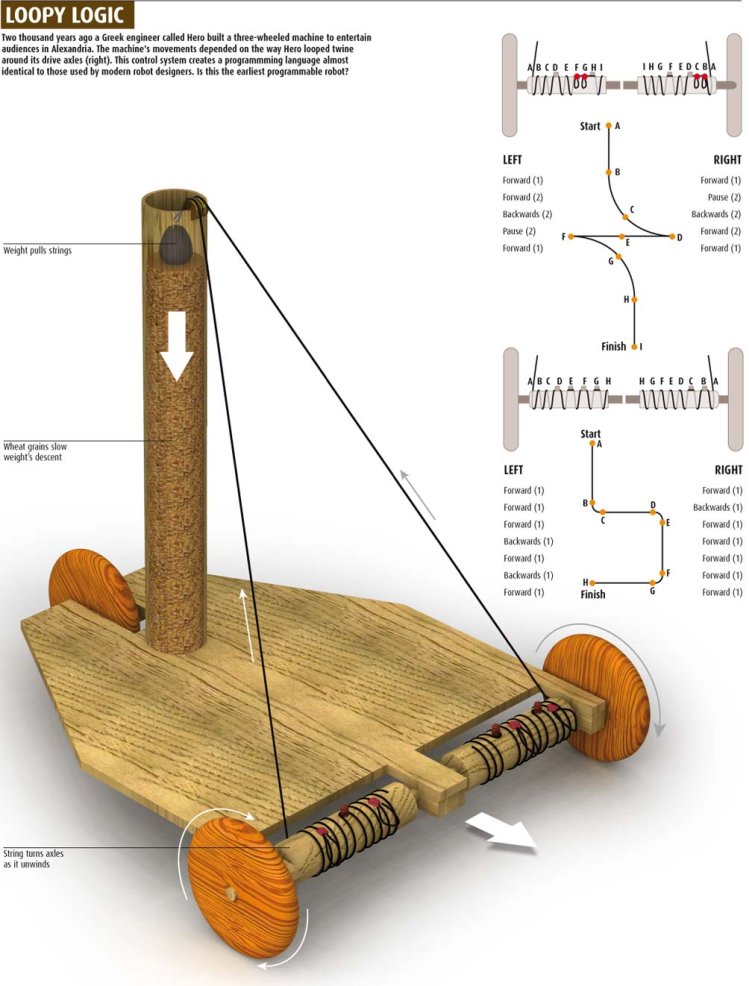 LOOPY LOGIC
Two thousand years ago a Greek engineer called Hero built a three-wheeled machine to entertain
audiences in Alexandria. The machine's movements depended on the way Hero looped twine
around its drive axles (right). This control system creates a programmming language almost
identical to those used by modern robot designers. Is this the earliest programmable robot?
A B C D E F G H I
I H G F E D C B A
Start A
B
C
F
E
D
G
H
Finish I
LEFT
Forward (1)
Forward (2)
Backwards (2)
Pause (2)
Forward (1)
RIGHT
Forward (1)
Pause (2)
Backwards (2)
Forward (2)
Forward (1)
A B C D E F G H
H G F E D C B A
Start
A
B
C
D
E
F
G
H
Finish
LEFT
Forward (1)
Forward (1)
Forward (1)
Backwards (1)
Forward (1)
Backwards (1)
Forward (1)
RIGHT
Forward (1)
Backwards (1)
Forward (1)
Forward (1)
Forward (1)
Forward (1)
Forward (1)
Weight pulls strings
Wheat grains slow
weight's descent
String turns axles
as it unwinds